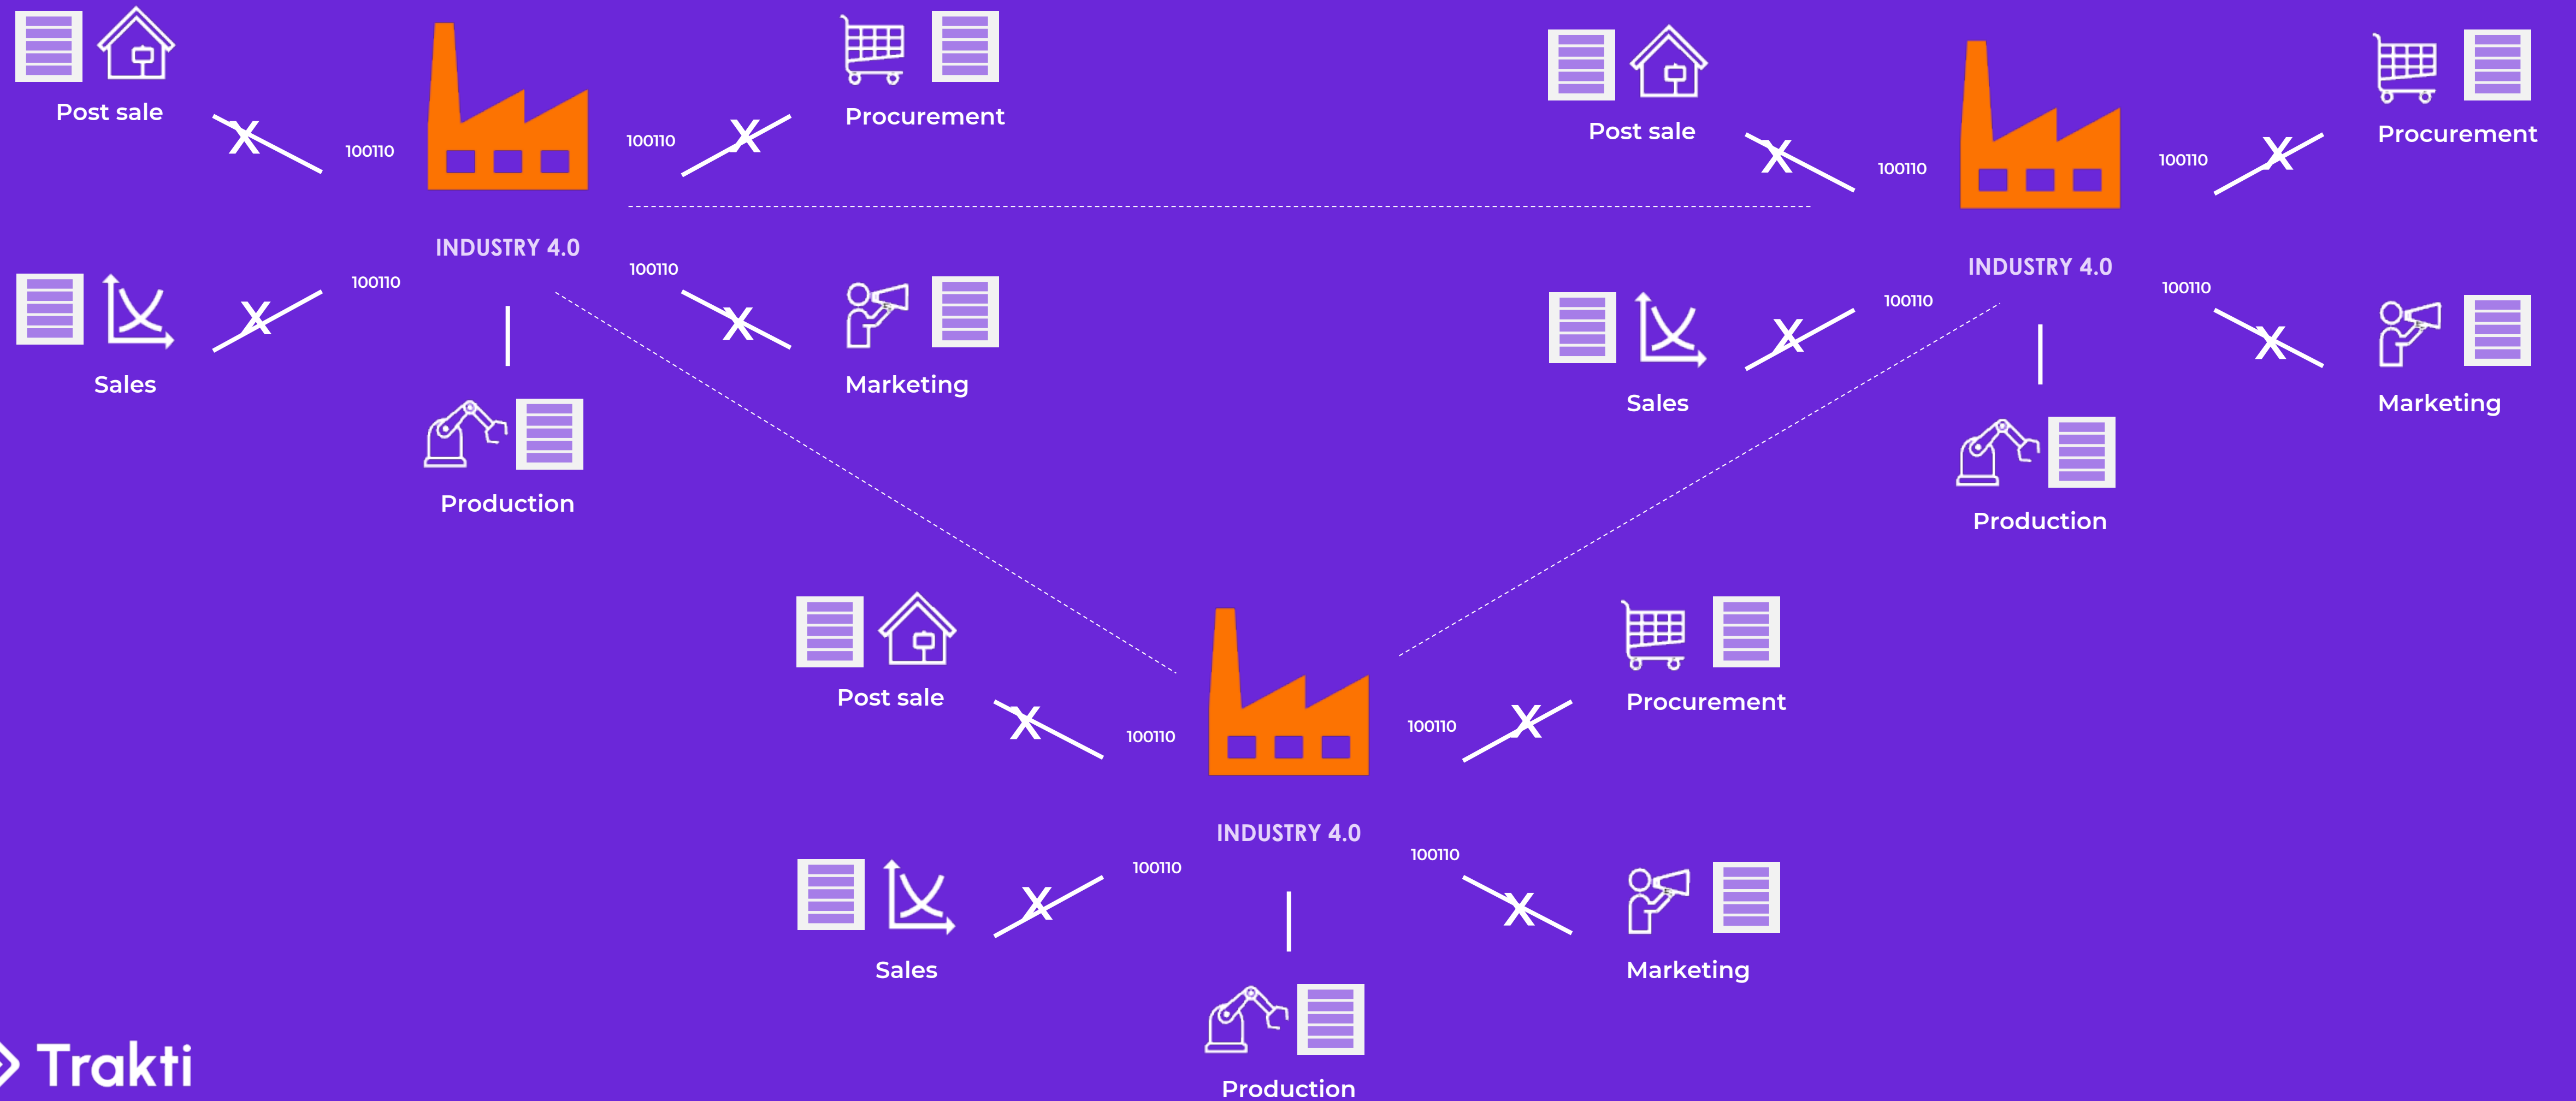 Post sale
Procurement
X
X
100110
100110
INDUSTRY 4.0
100110
100110
X
X
Sales
Marketing
Production
Post sale
Procurement
X
X
100110
100110
INDUSTRY 4.0
100110
100110
X
X
Sales
Marketing
Production
Post sale
Procurement
X
X
100110
100110
INDUSTRY 4.0
100110
100110
X
X
Sales
Marketing
Production
Trakti